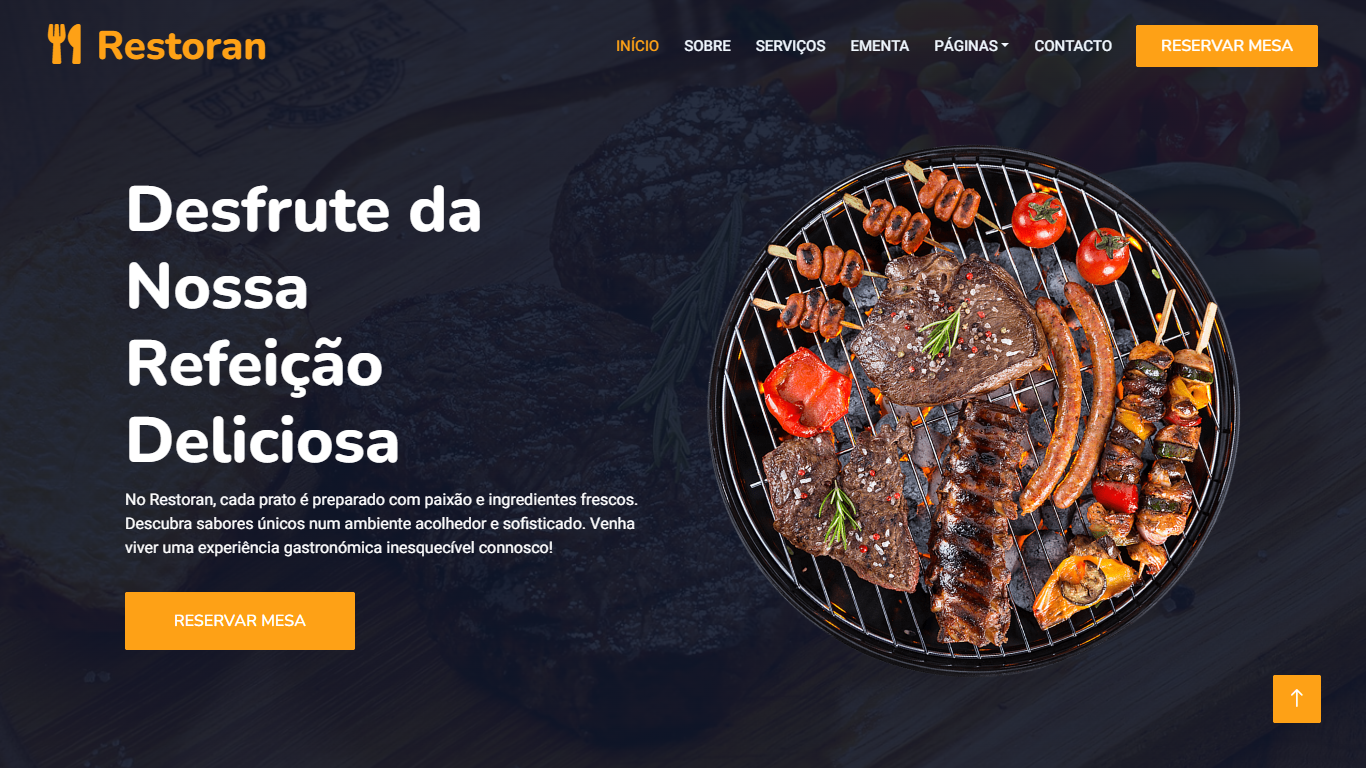 Restoran
INÍCIO SOBRE SERVIÇOS EMENTA PÁGINAS CONTACTO RESERVAR MESA
Desfrute da
Nossa
Refeição
Deliciosa
No Restoran, cada prato é preparado com paixão e ingredientes frescos.
Descubra sabores únicos num ambiente acolhedor e sofisticado. Venha
viver uma experiência gastronómica inesquecível connosco!
RESERVAR MESA